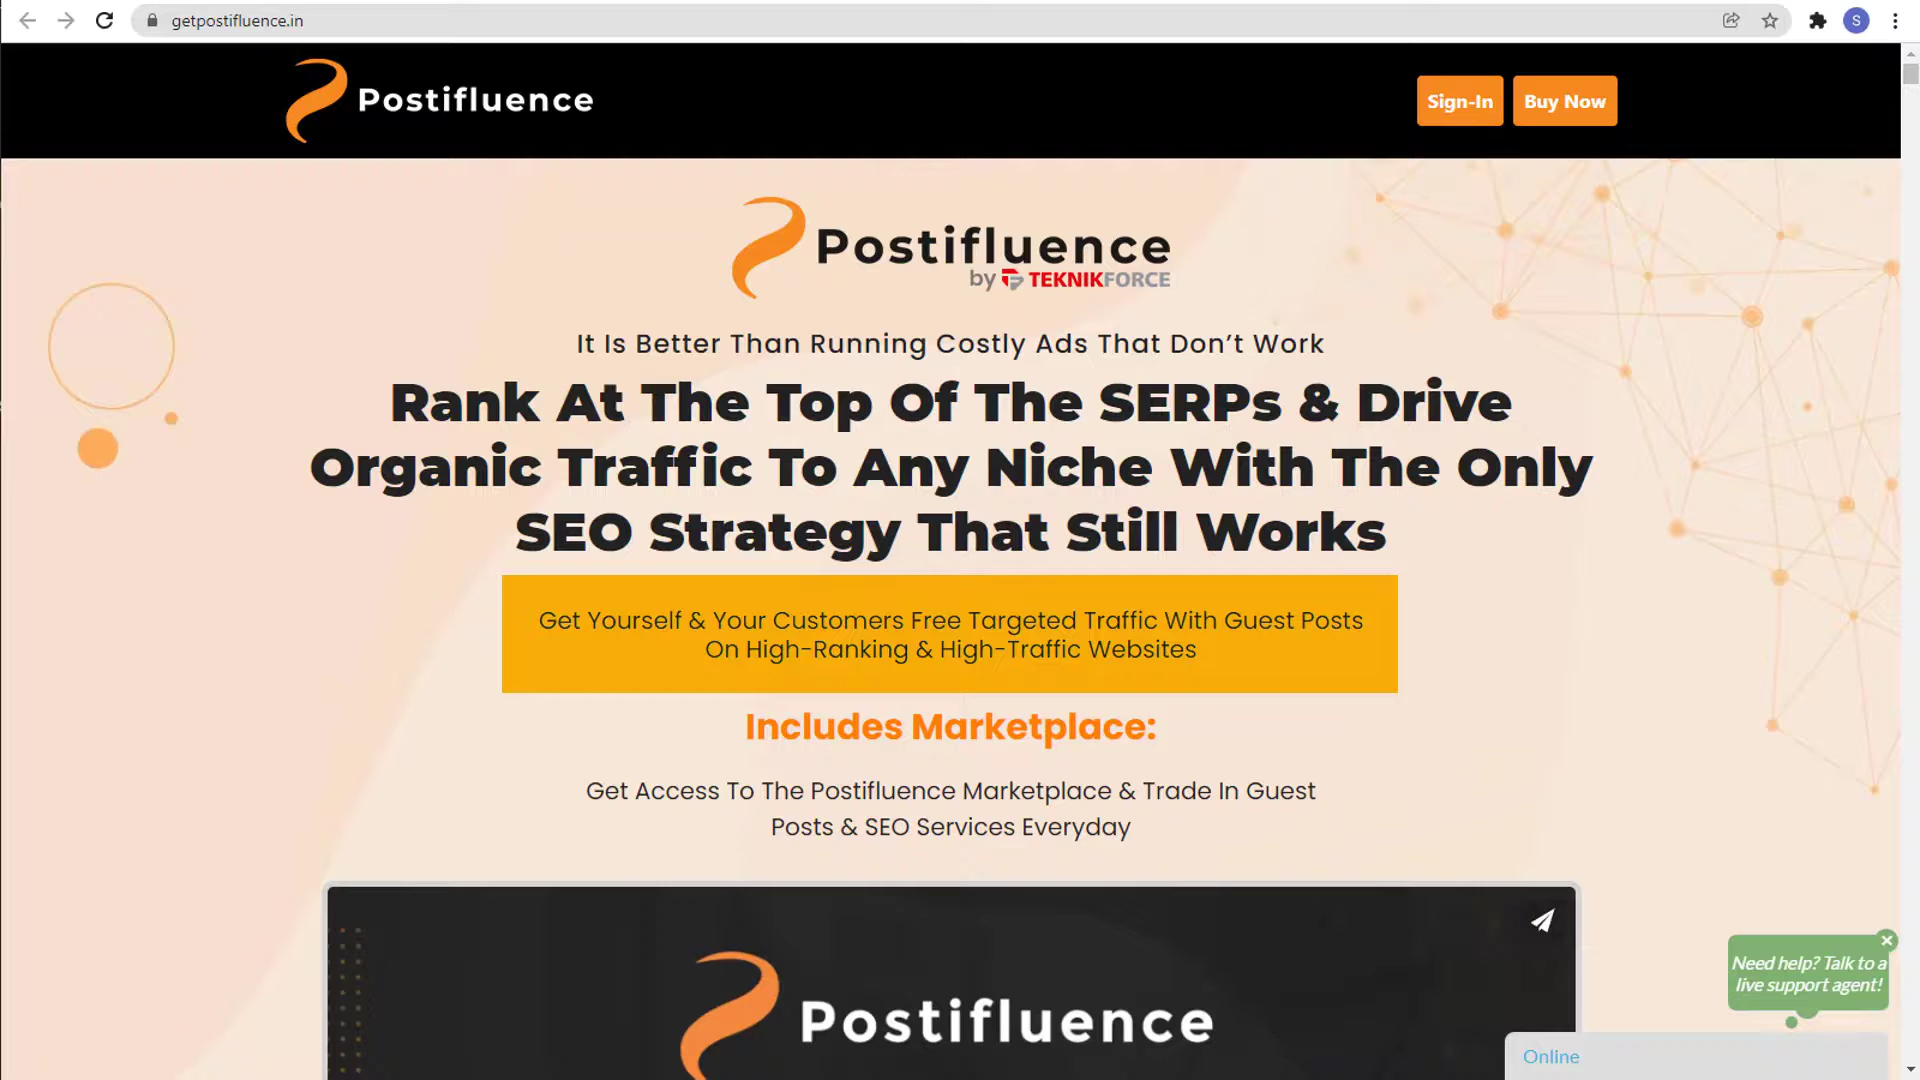 getpostifluence.in
S
Postifluence
Sign-In
Buy Now
Postifluence
by TEKNIKFORCE
It Is Better Than Running Costly Ads That Don’t Work
Rank At The Top Of The SERPs & Drive
Organic Traffic To Any Niche With The Only
SEO Strategy That Still Works
Get Yourself & Your Customers Free Targeted Traffic With Guest Posts
On High-Ranking & High-Traffic Websites
Includes Marketplace:
Get Access To The Postifluence Marketplace & Trade In Guest
Posts & SEO Services Everyday
Postifluence
Need help? Talk to a
live support agent!
Online